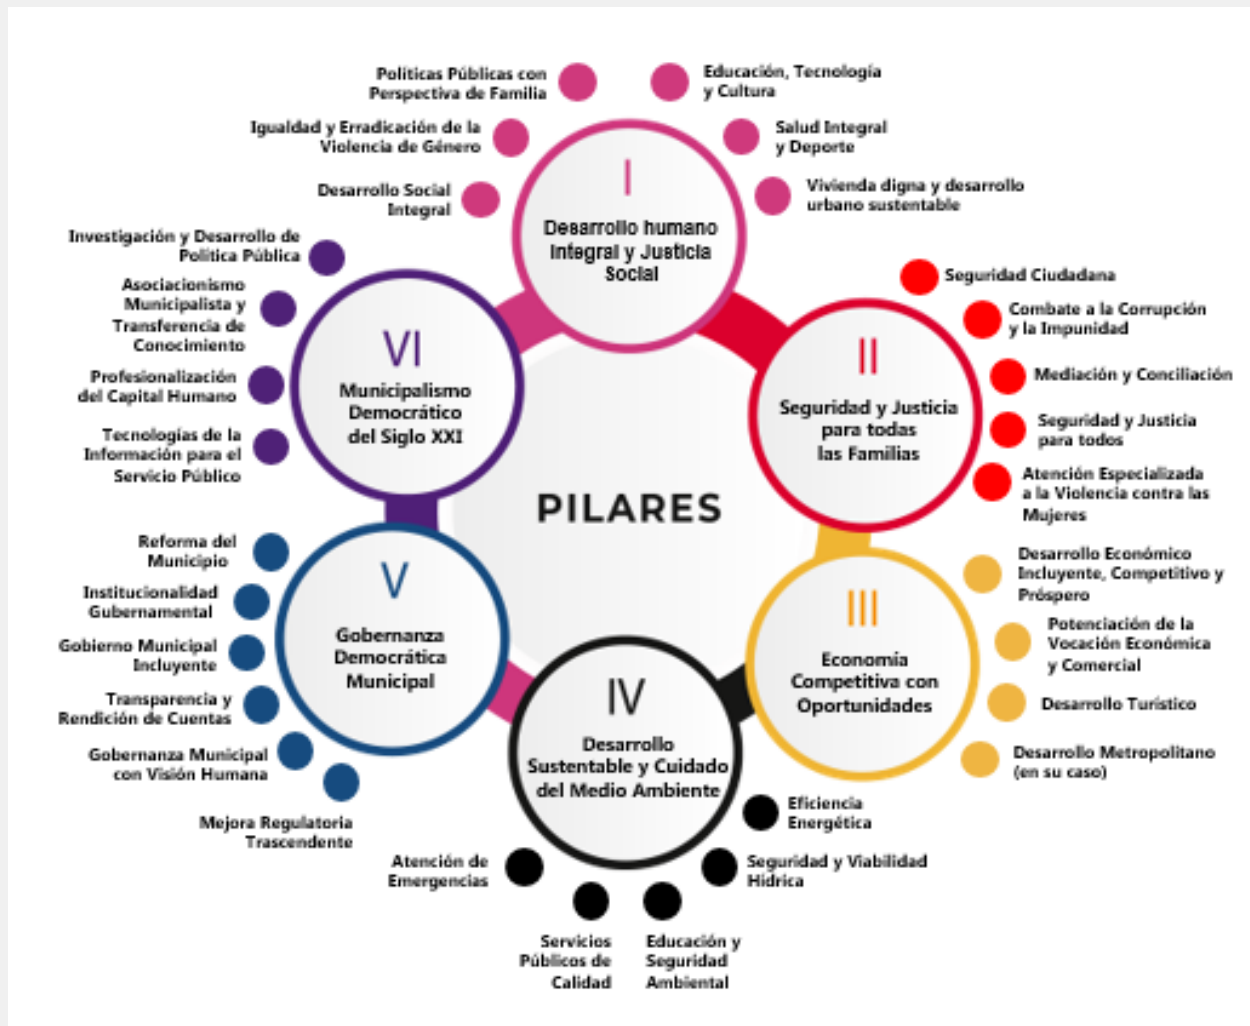 Políticas Públicas con
Perspectiva de Familia
Igualdad y Erradicación de la
Violencia de Género
Desarrollo Social
Integral
Educación, Tecnología
y Cultura
Salud Integral
y Deporte
Vivienda digna y desarrollo
urbano sustentable
I
Desarrollo humano
Integral y Justicia
Social
Seguridad Ciudadana
Combate a la Corrupción
y la Impunidad
Mediación y Conciliación
Seguridad y Justicia
para todos
Atención Especializada
a la Violencia contra las
Mujeres
II
Seguridad y Justicia
para todas
las Familias
Investigación y Desarrollo de
Política Pública
Asociacionismo
Municipalista y
Transferencia de
Conocimiento
Profesionalización
del Capital Humano
Tecnologías de la
Información para el
Servicio Público
VI
Municipalismo
Democrático
del Siglo XXI
PILARES
Desarrollo Económico
Incluyente, Competitivo y
Próspero
Potenciación de la
Vocación Económica
y Comercial
Desarrollo Turístico
Desarrollo Metropolitano
(en su caso)
III
Economía
Competitiva con
Oportunidades
Reforma del
Municipio
Institucionalidad
Gubernamental
Gobierno Municipal
Incluyente
Transparencia y
Rendición de Cuentas
Gobernanza Municipal
con Visión Humana
Mejora Regulatoria
Trascendente
V
Gobernanza
Democrática
Municipal
IV
Desarrollo
Sustentable y Cuidado
del Medio Ambiente
Eficiencia
Energética
Seguridad y Viabilidad
Hídrica
Educación y
Seguridad
Ambiental
Servicios
Públicos de
Calidad
Atención de
Emergencias